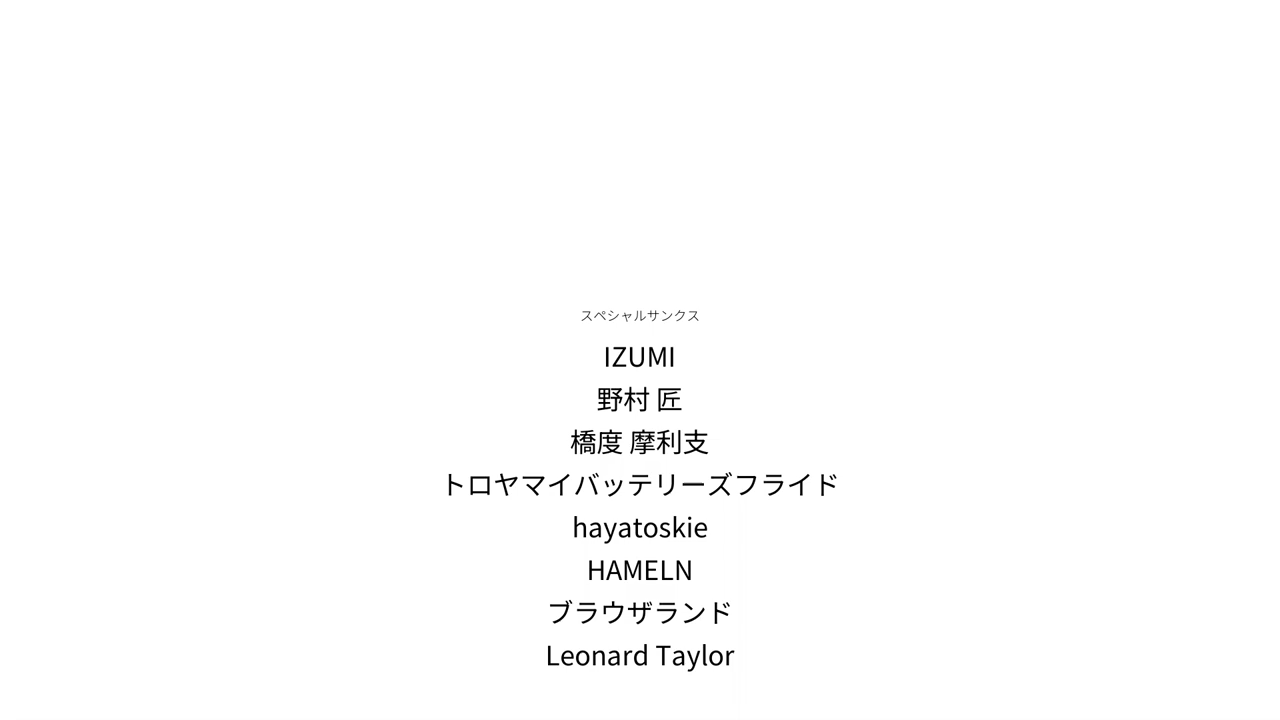 スペシャルサンクス
IZUMI
野村 匠
橋度 摩利支
トロヤマイバッテリーズフライド
hayatoskie
HAMELN
ブラウザランド
Leonard Taylor